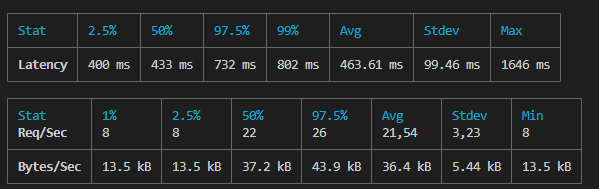 Stat 2.5% 50% 97.5% 99% Avg Stdev Max
Latency 400 ms 433 ms 732 ms 802 ms 463.61 ms 99.46 ms 1646 ms
Stat 1% 2.5% 50% 97.5% Avg Stdev Min
Req/Sec 8 8 22 26 21,54 3,23 8
Bytes/Sec 13.5 kB 13.5 kB 37.2 kB 43.9 kB 36.4 kB 5.44 kB 13.5 kB